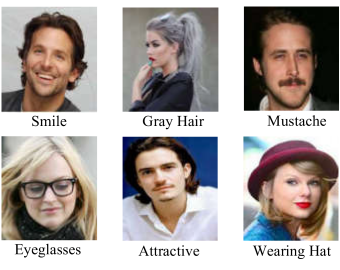 Smile
Gray Hair
Mustache
Eyeglasses
Attractive
Wearing Hat